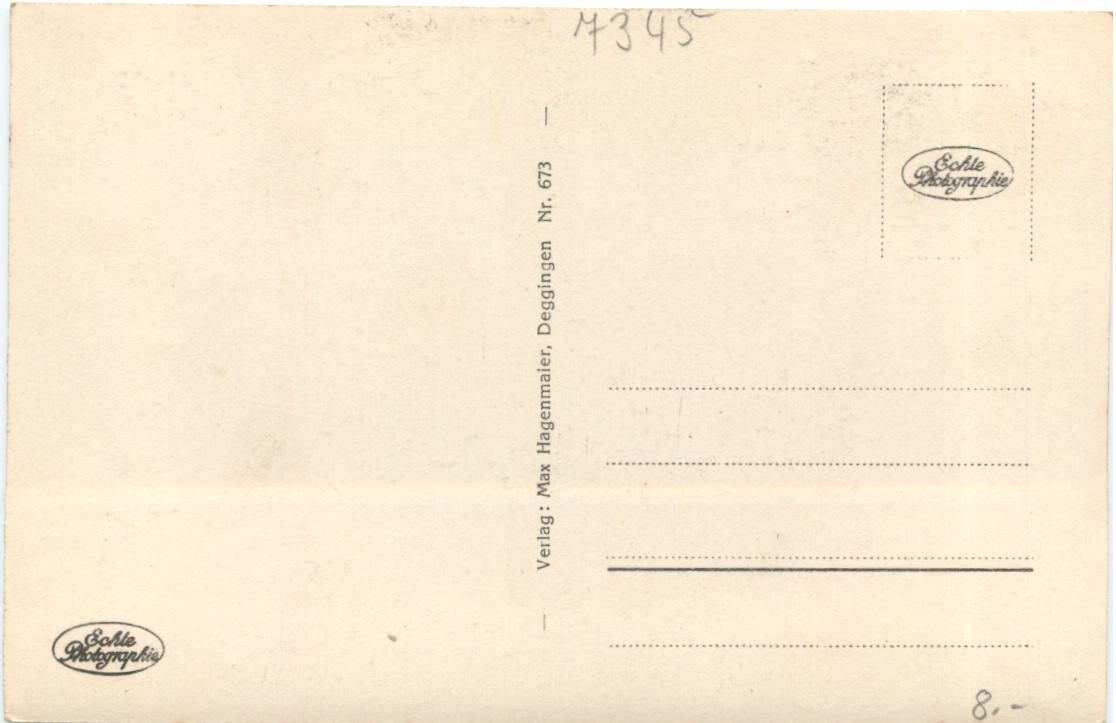 7345
Echte
Photographie
Verlag: Max Hagenmaier, Deggingen Nr. 673
Echte
Photographie
8.-